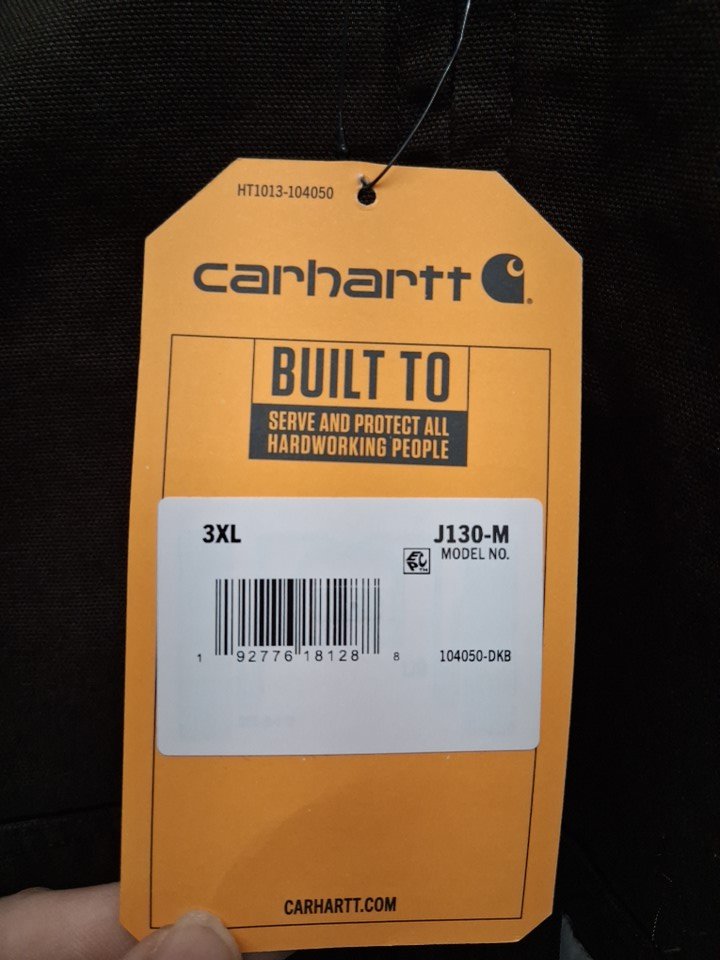 HT1013-104050
carhartt
BUILT TO
SERVE AND PROTECT ALL
HARDWORKING PEOPLE
3XL
J130-M
MODEL NO.
1 92776 18128 8
104050-DKB
CARHARTT.COM